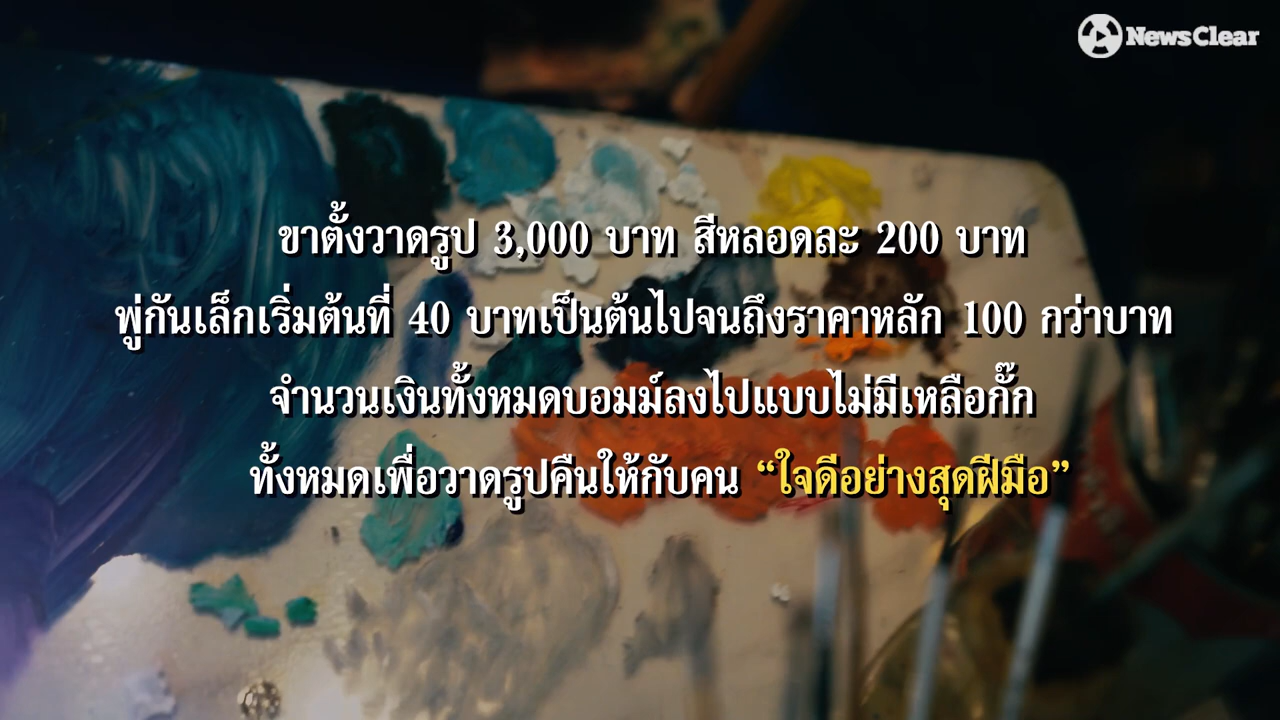 News Clear
ขาตั้งวาดรูป 3,000 บาท สีหลอดละ 200 บาท
พู่กันเล็กเริ่มต้นที่ 40 บาทเป็นต้นไปจนถึงราคาหลัก 100 กว่าบาท
จำนวนเงินทั้งหมดบอมม์ลงไปแบบไม่มีเหลือกั๊ก
ทั้งหมดเพื่อวาดรูปคืนให้กับคน “ใจดีอย่างสุดฝีมือ”